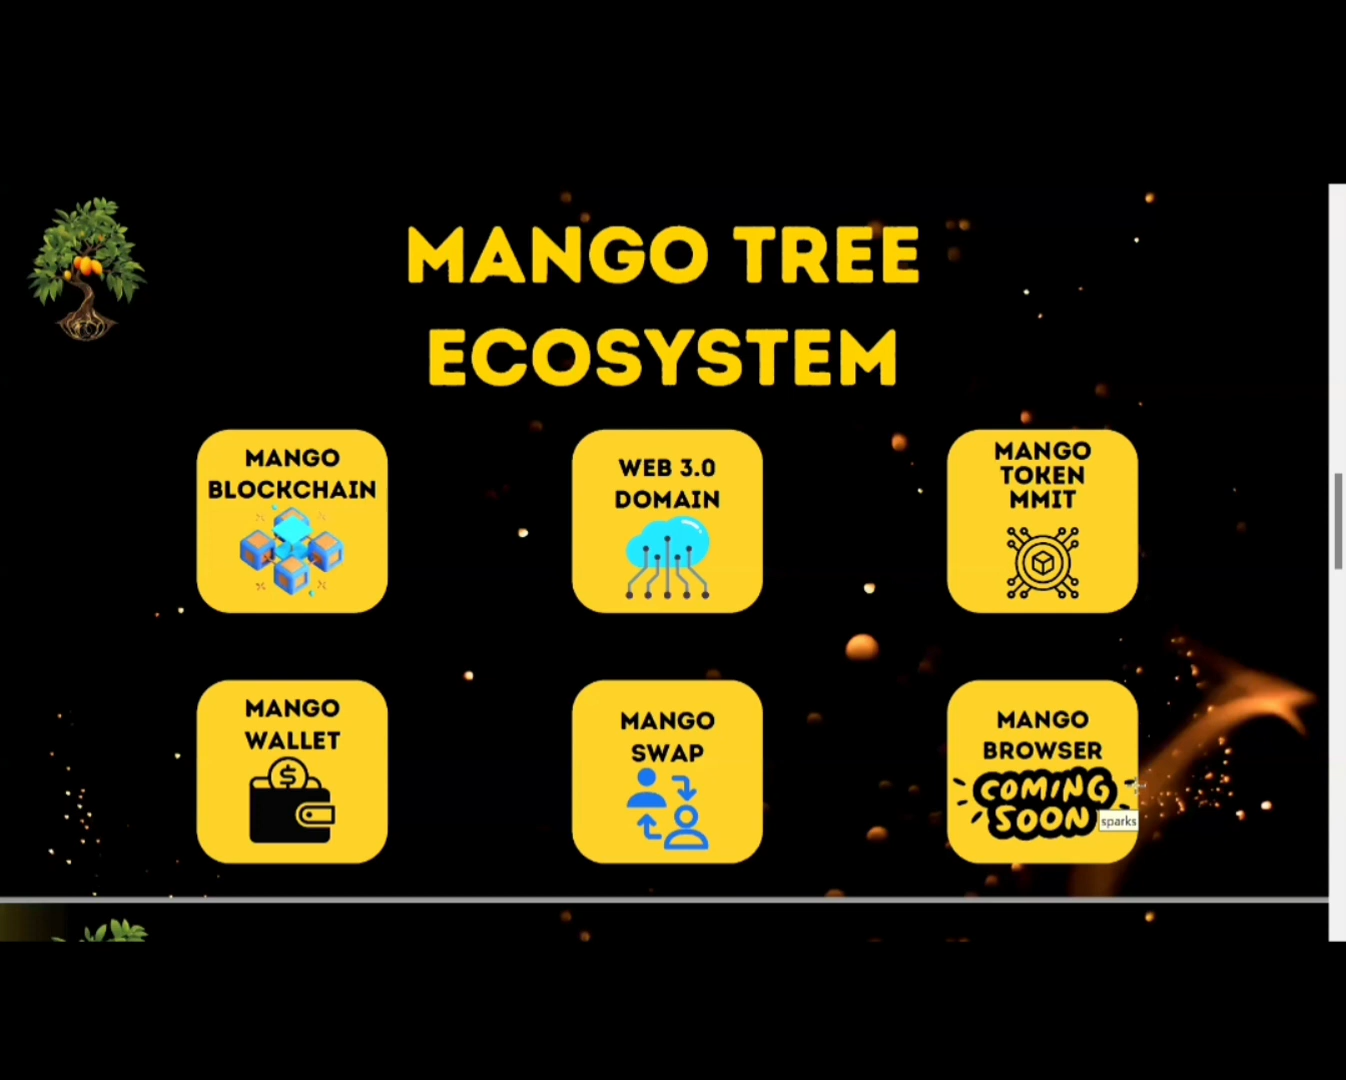 MANGO TREE
ECOSYSTEM
MANGO
BLOCKCHAIN
WEB 3.0
DOMAIN
MANGO
TOKEN
MMIT
MANGO
WALLET
$
MANGO
SWAP
MANGO
BROWSER
COMING
SOON
sparks